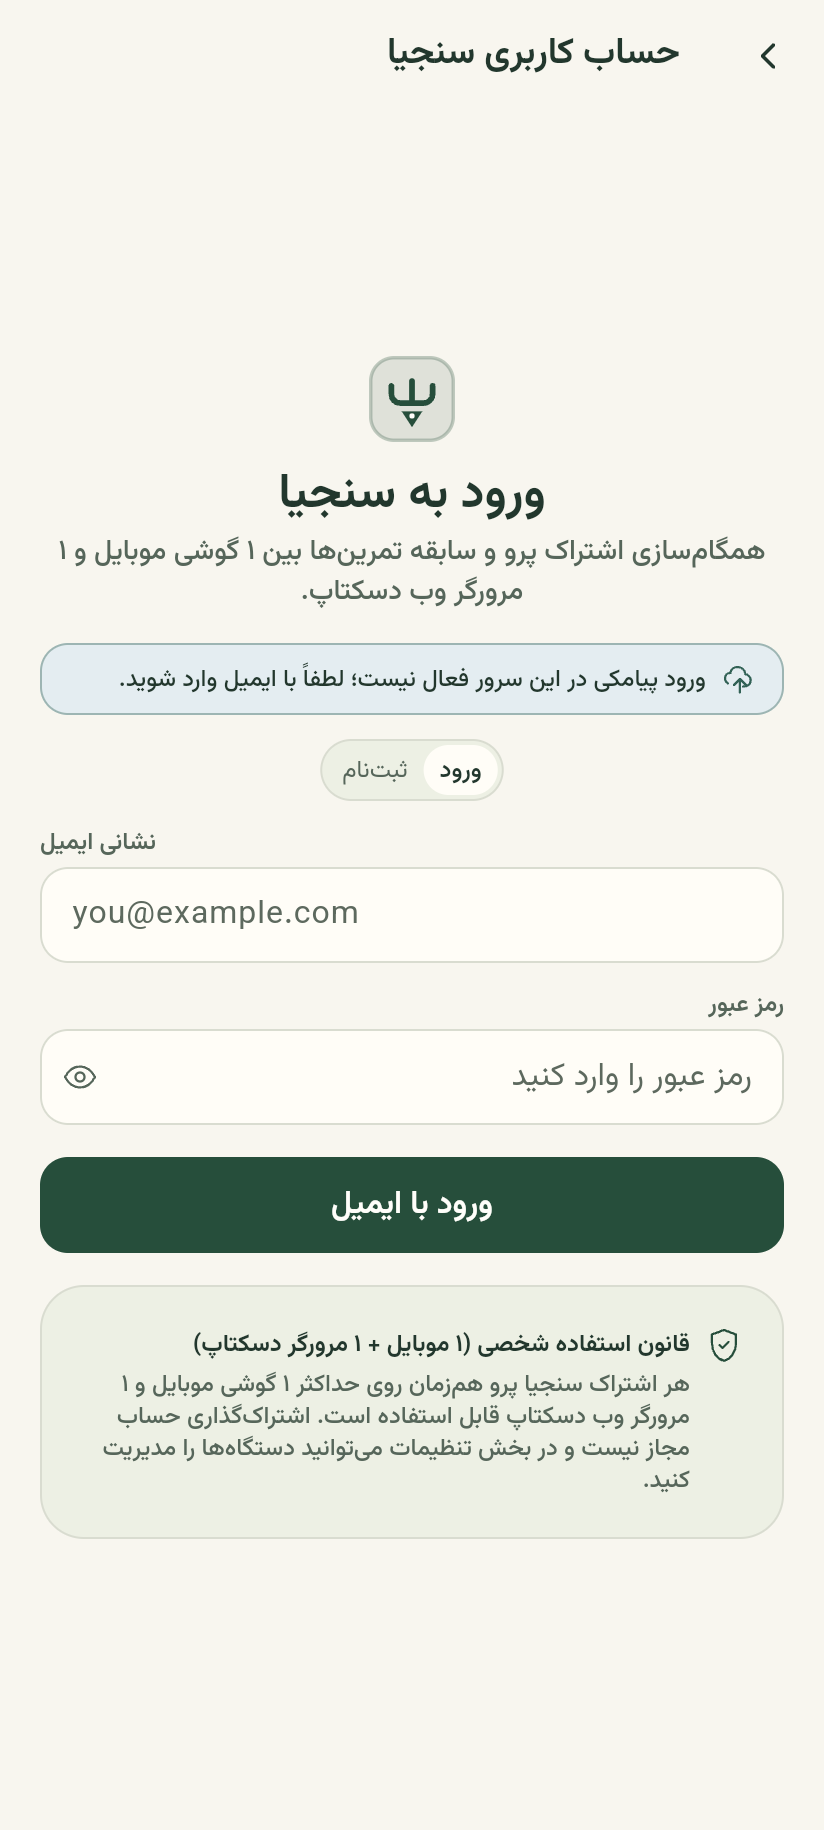 حساب کاربری سنجیا
ورود به سنجیا
همگام‌سازی اشتراک پرو و سابقه تمرین‌ها بین ۱ گوشی موبایل و ۱
مرورگر وب دسکتاپ.
ورود پیامکی در این سرور فعال نیست؛ لطفاً با ایمیل وارد شوید.
ورود
ثبت‌نام
نشانی ایمیل
you@example.com
رمز عبور
رمز عبور را وارد کنید
ورود با ایمیل
قانون استفاده شخصی (۱ موبایل + ۱ مرورگر دسکتاپ)
هر اشتراک سنجیا پرو هم‌زمان روی حداکثر ۱ گوشی موبایل و ۱
مرورگر وب دسکتاپ قابل استفاده است. اشتراک‌گذاری حساب
مجاز نیست و در بخش تنظیمات می‌توانید دستگاه‌ها را مدیریت
کنید.